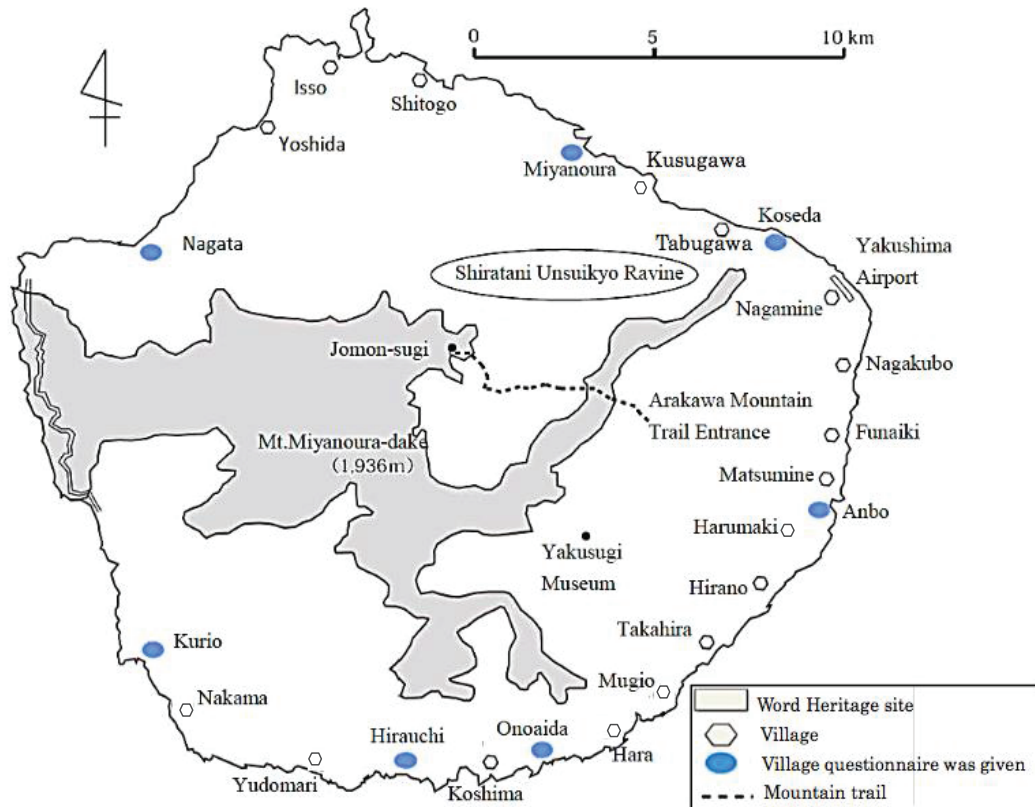 0
5
10 km
Isso
Shitogo
Yoshida
Miyanoura
Kusugawa
Koseda
Tabugawa
Nagata
Yakushima
Airport
Shiratani Unsuikyo Ravine
Nagamine
Jomon-sugi
Nagakubo
Arakawa Mountain
Trail Entrance
Funaiki
Mt.Miyanoura-dake
(1,936m)
Matsumine
Anbo
Harumaki
Yakusugi
Museum
Hirano
Takahira
Kurio
Mugio
Nakama
Hirauchi
Onoaida
Hara
Yudomari
Koshima
Word Heritage site
Village
Village questionnaire was given
Mountain trail